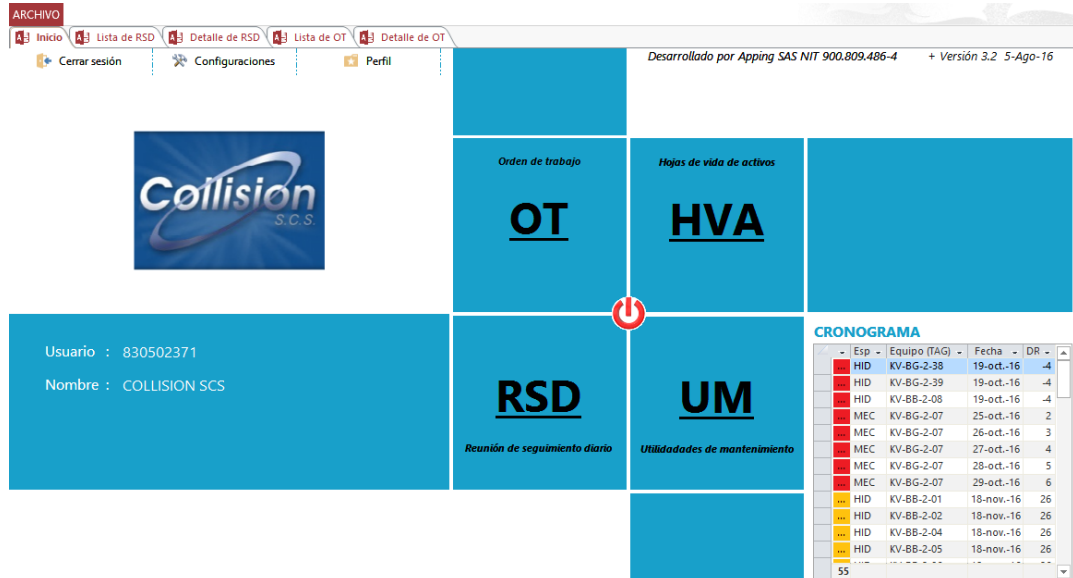 ARCHIVO
Inicio Lista de RSD Detalle de RSD Lista de OT Detalle de OT
Cerrar sesión Configuraciones Perfil
Desarrollado por Apping SAS NIT 900.809.486-4 + Versión 3.2 5-Ago-16
Collision
S.C.S.
Orden de trabajo
OT
Hojas de vida de activos
HVA
Usuario : 830502371
Nombre : COLLISION SCS
RSD
Reunión de seguimiento diario
UM
Utilidadades de mantenimiento
CRONOGRAMA
Esp Equipo (TAG) Fecha DR
... HID KV-BG-2-38 19-oct.-16 -4
... HID KV-BG-2-39 19-oct.-16 -4
... HID KV-BB-2-08 19-oct.-16 -4
... MEC KV-BG-2-07 25-oct.-16 2
... MEC KV-BG-2-07 26-oct.-16 3
... MEC KV-BG-2-07 27-oct.-16 4
... MEC KV-BG-2-07 28-oct.-16 5
... MEC KV-BG-2-07 29-oct.-16 6
... HID KV-BB-2-01 18-nov.-16 26
... HID KV-BB-2-02 18-nov.-16 26
... HID KV-BB-2-04 18-nov.-16 26
... HID KV-BB-2-05 18-nov.-16 26
55